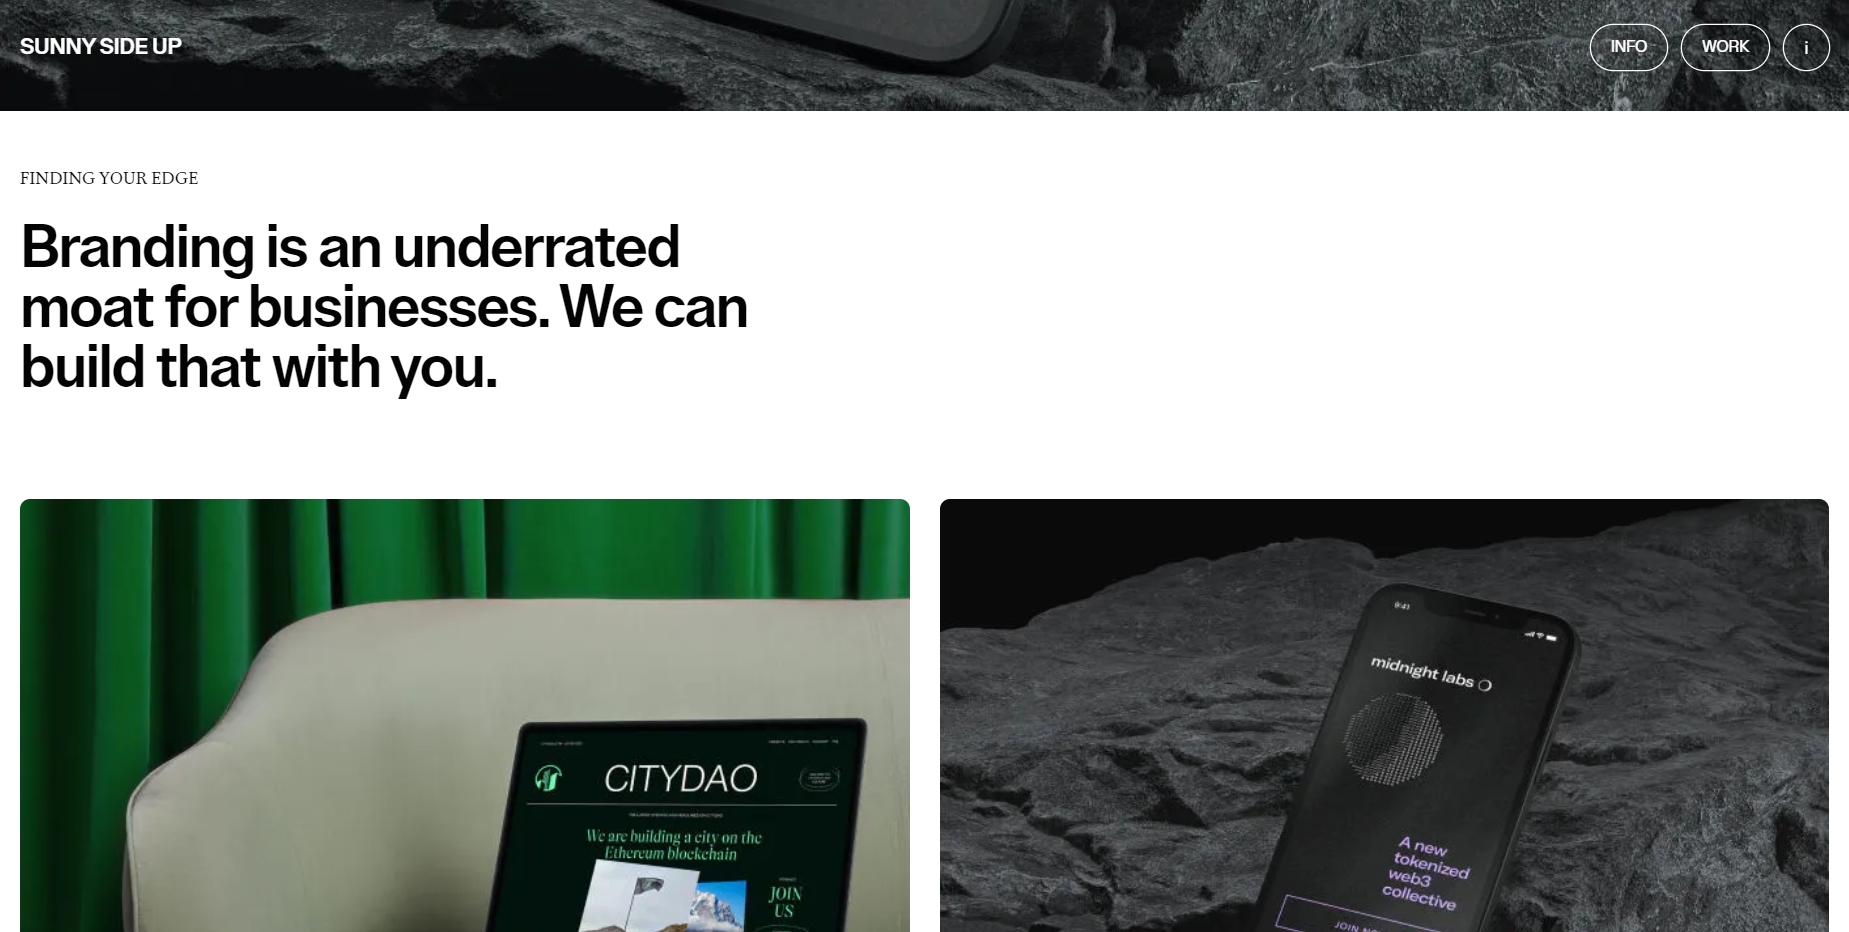 SUNNY SIDE UP
INFO
WORK
i
FINDING YOUR EDGE
Branding is an underrated
moat for businesses. We can
build that with you.
CITYDAO
We are building a city on the
Ethereum blockchain
JOIN
US
9:41
midnight labs
A new
tokenized
web3
collective
JOIN